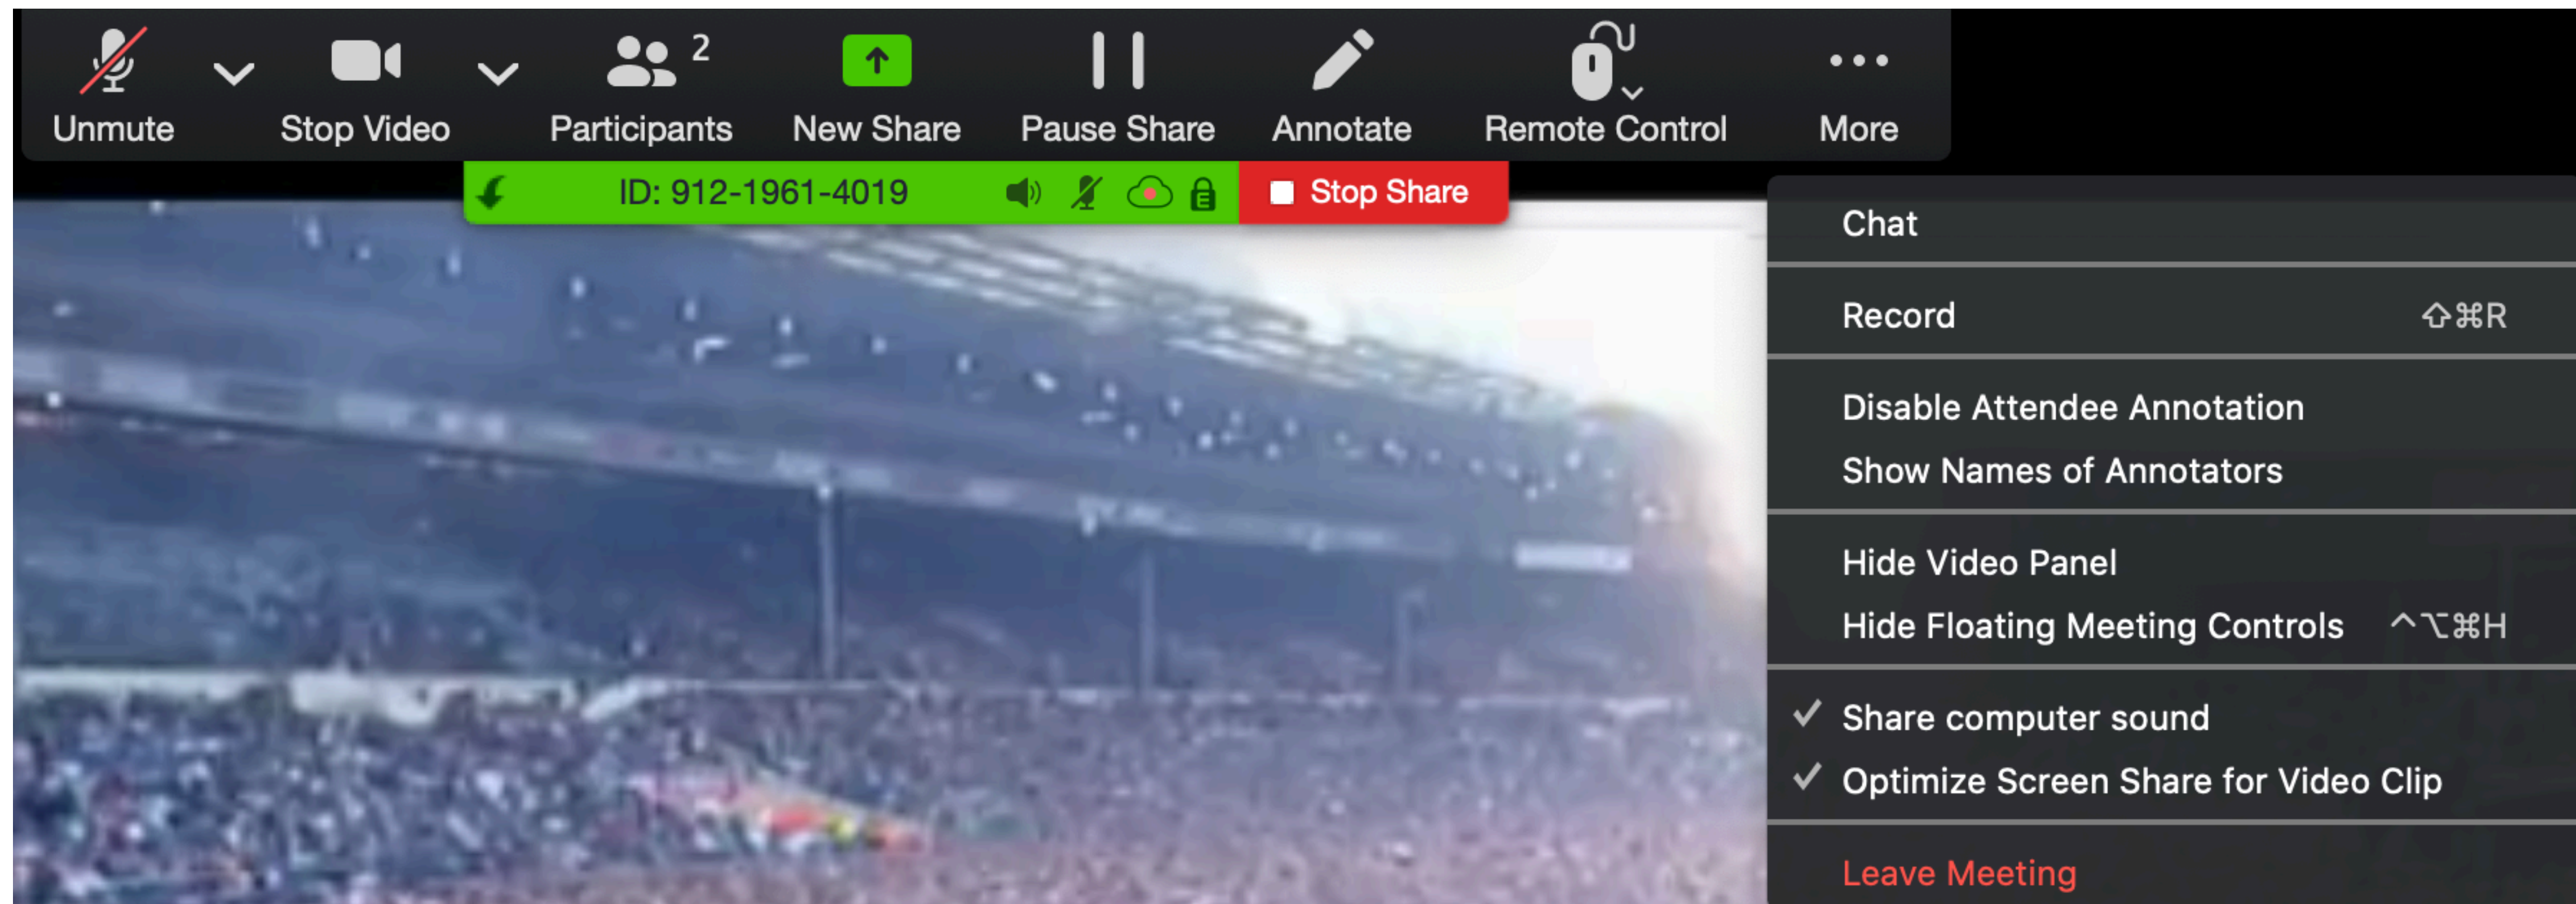 2
Unmute
Stop Video
Participants
New Share
Pause Share
Annotate
Remote Control
More
ID: 912-1961-4019
Stop Share
Chat
Record ⇧⌘R
Disable Attendee Annotation
Show Names of Annotators
Hide Video Panel
Hide Floating Meeting Controls ^⌥⌘H
Share computer sound
Optimize Screen Share for Video Clip
Leave Meeting